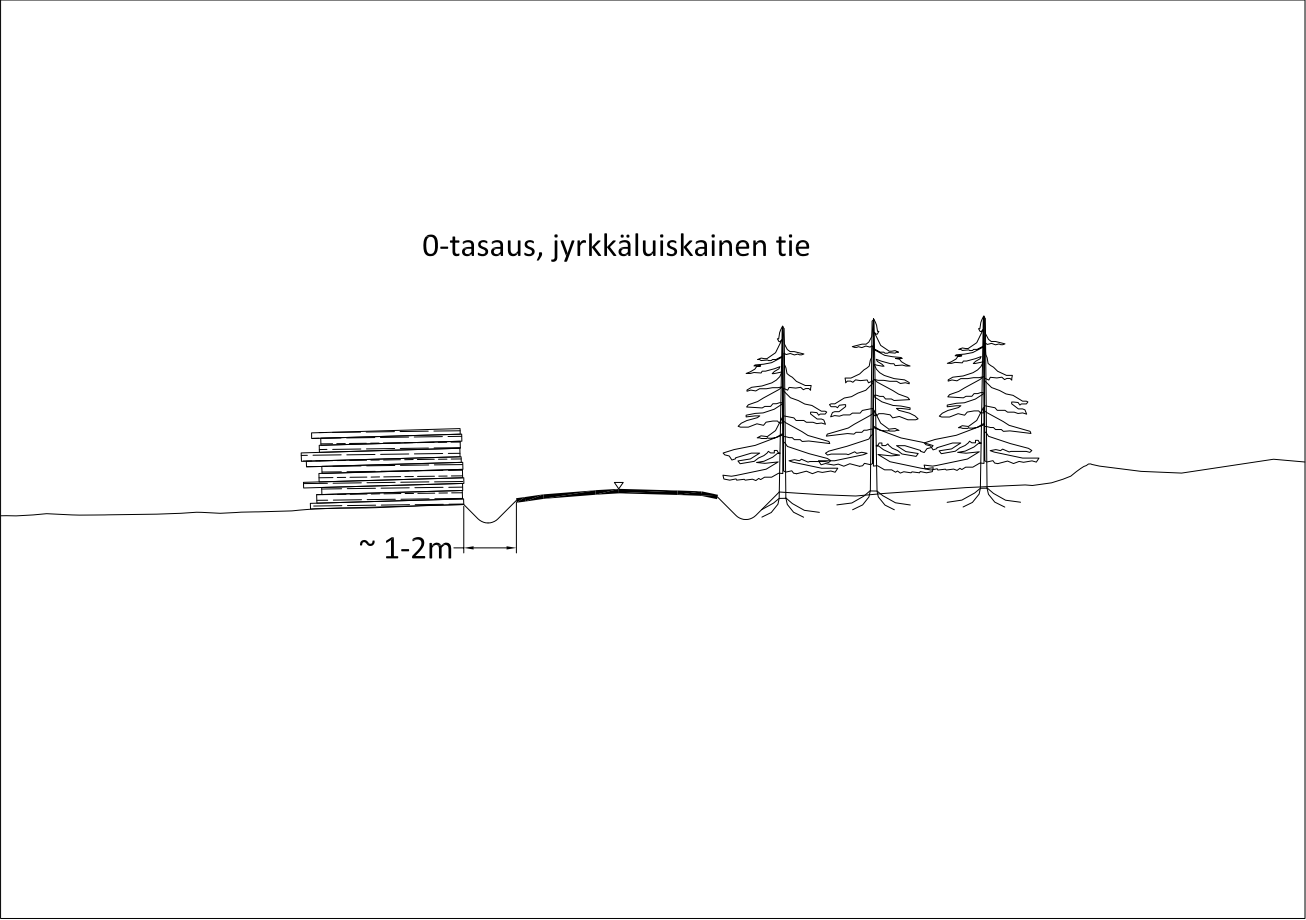 0-tasaus, jyrkkäluiskainen tie
~ 1-2m